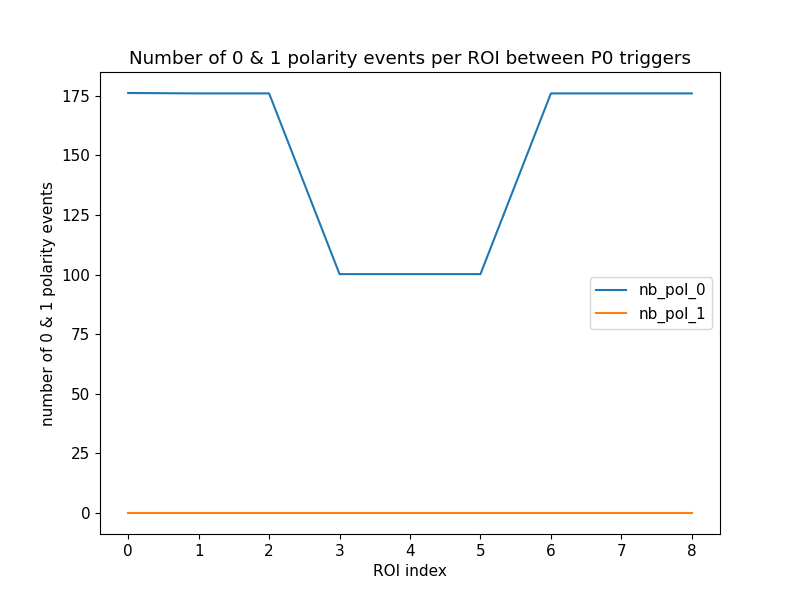 Number of 0 & 1 polarity events per ROI between P0 triggers
175
150
125
100
75
50
25
0
number of 0 & 1 polarity events
nb_pol_0
nb_pol_1
0 1 2 3 4 5 6 7 8
ROI index